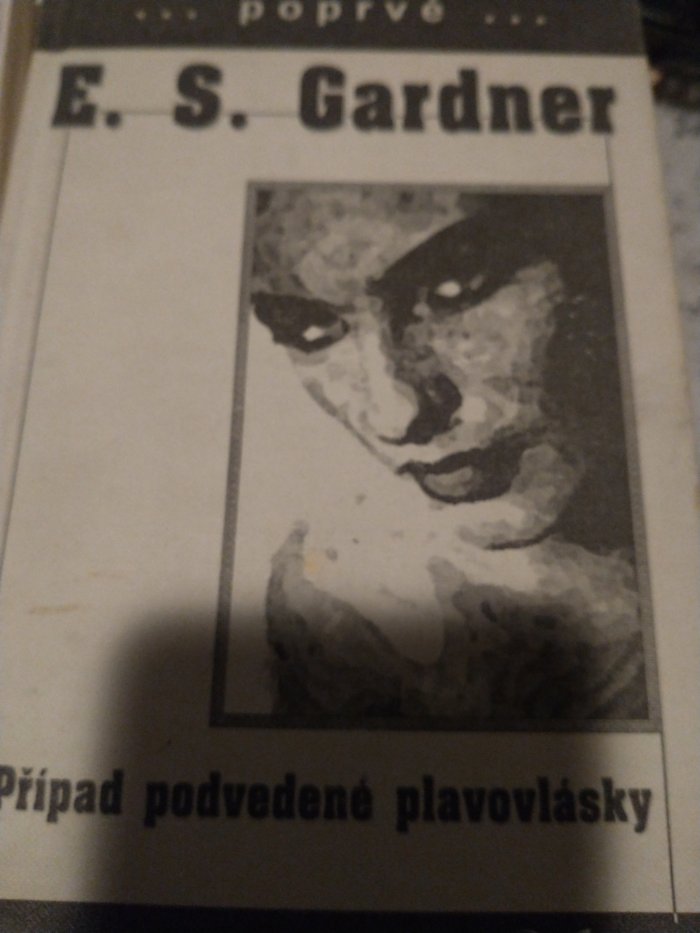 ... poprvé ...
E. S. Gardner
Případ podvedené plavovlásky